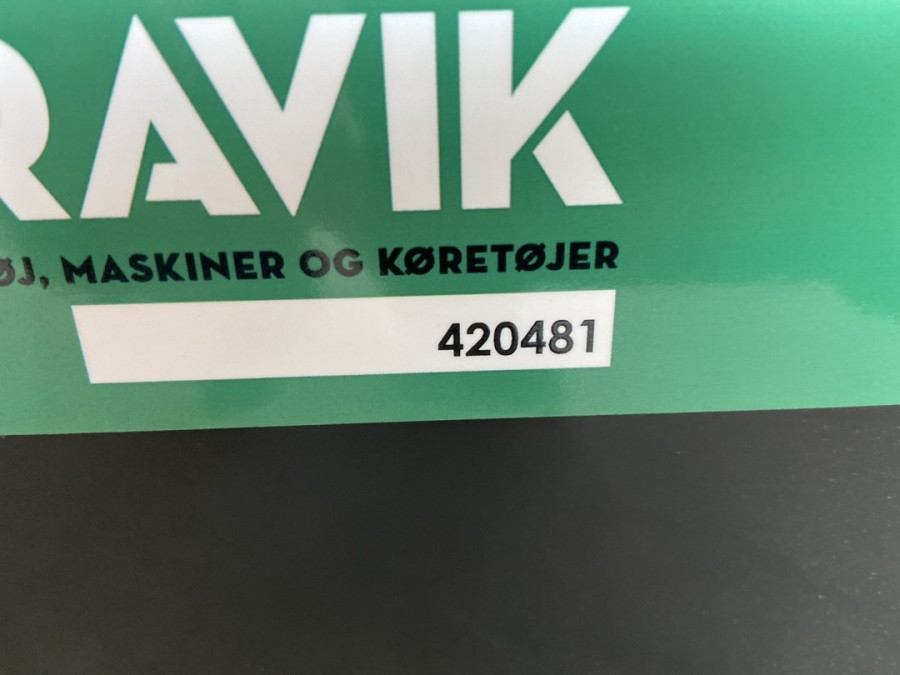 RAVIK
ØJ, MASKINER OG KØRETØJER
420481